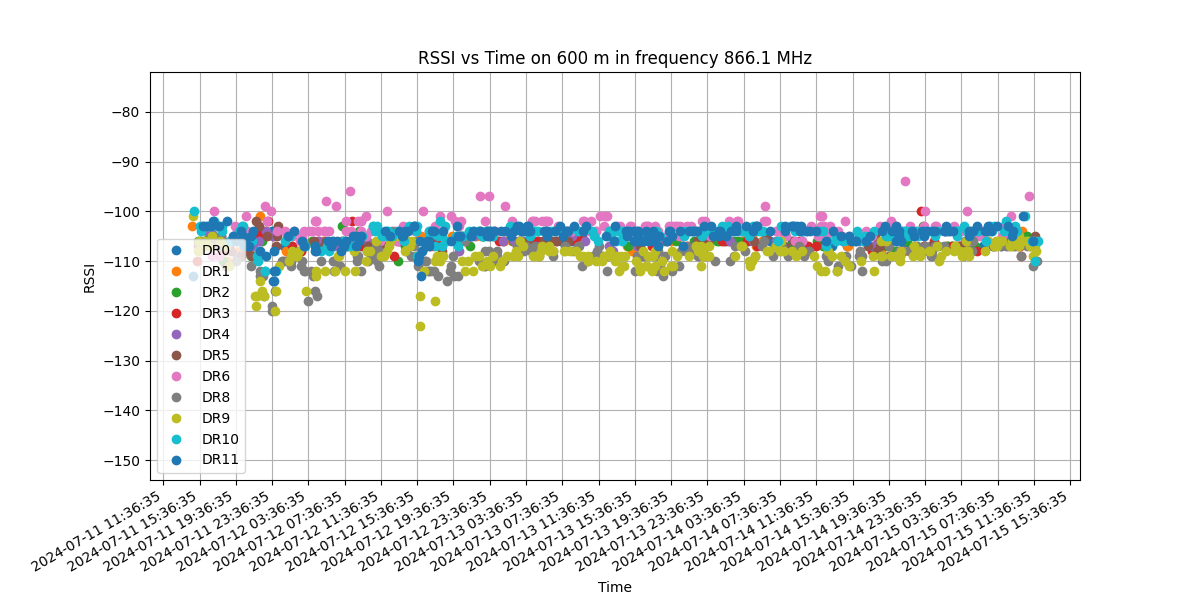 RSSI vs Time on 600 m in frequency 866.1 MHz
RSSI
−80
−90
−100
−110
−120
−130
−140
−150
DR0
DR1
DR2
DR3
DR4
DR5
DR6
DR8
DR9
DR10
DR11
2024-07-11 11:36:35
2024-07-11 15:36:35
2024-07-11 19:36:35
2024-07-11 23:36:35
2024-07-12 03:36:35
2024-07-12 07:36:35
2024-07-12 11:36:35
2024-07-12 15:36:35
2024-07-12 19:36:35
2024-07-12 23:36:35
2024-07-13 03:36:35
2024-07-13 07:36:35
2024-07-13 11:36:35
2024-07-13 15:36:35
2024-07-13 19:36:35
2024-07-13 23:36:35
2024-07-14 03:36:35
2024-07-14 07:36:35
2024-07-14 11:36:35
2024-07-14 15:36:35
2024-07-14 19:36:35
2024-07-14 23:36:35
2024-07-15 03:36:35
2024-07-15 07:36:35
2024-07-15 11:36:35
2024-07-15 15:36:35
Time